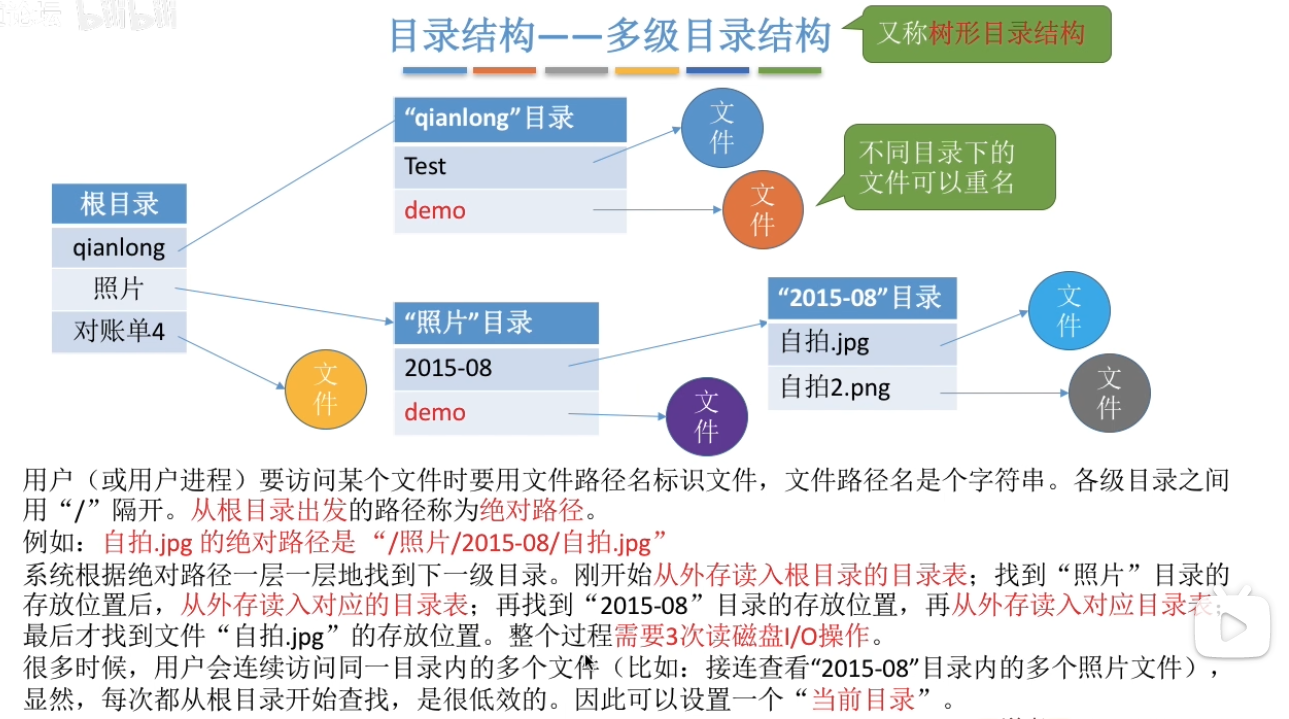 bilibili
目录结构——多级目录结构
又称树形目录结构
“qianlong”目录
Test
demo
文
件
文
件
不同目录下的
文件可以重名
根目录
qianlong
照片
对账单4
文
件
“照片”目录
2015-08
demo
文
件
“2015-08”目录
自拍.jpg
自拍2.png
文
件
文
件
用户（或用户进程）要访问某个文件时要用文件路径名标识文件，文件路径名是个字符串。各级目录之间
用“/”隔开。从根目录出发的路径称为绝对路径。
例如：自拍.jpg 的绝对路径是 “/照片/2015-08/自拍.jpg”
系统根据绝对路径一层一层地找到下一级目录。刚开始从外存读入根目录的目录表；找到“照片”目录的
存放位置后，从外存读入对应的目录表；再找到“2015-08”目录的存放位置，再从外存读入对应目录表；
最后才找到文件“自拍.jpg”的存放位置。整个过程需要3次读磁盘I/O操作。
很多时候，用户会连续访问同一目录内的多个文件（比如：接连查看“2015-08”目录内的多个照片文件），
显然，每次都从根目录开始查找，是很低效的。因此可以设置一个“当前目录”。